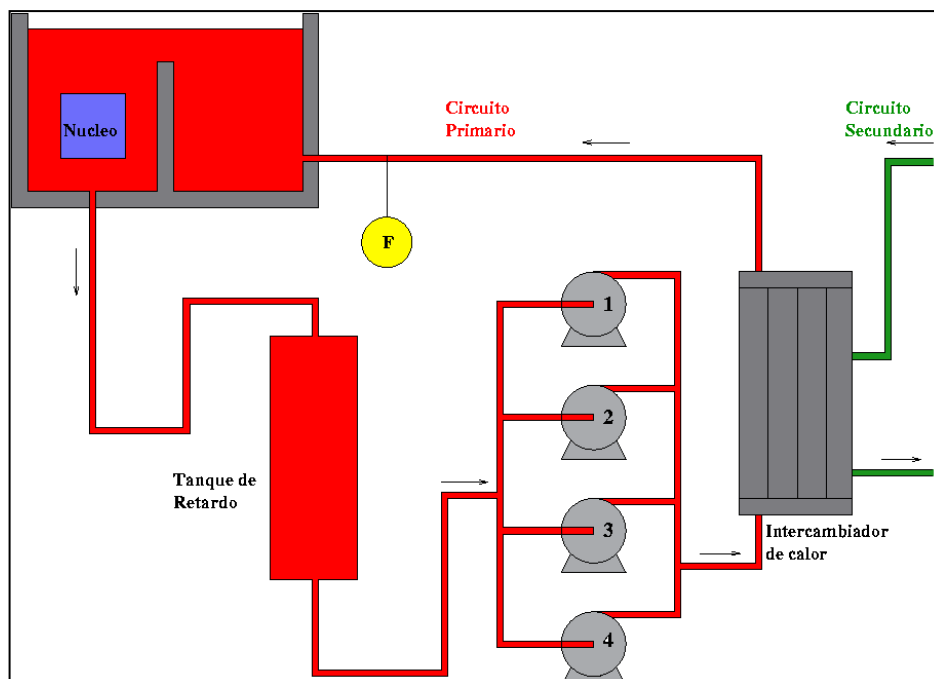 Circuito
Primario
Circuito
Secundario
Nucleo
F
1
2
3
4
Tanque de
Retardo
Intercambiador
de calor